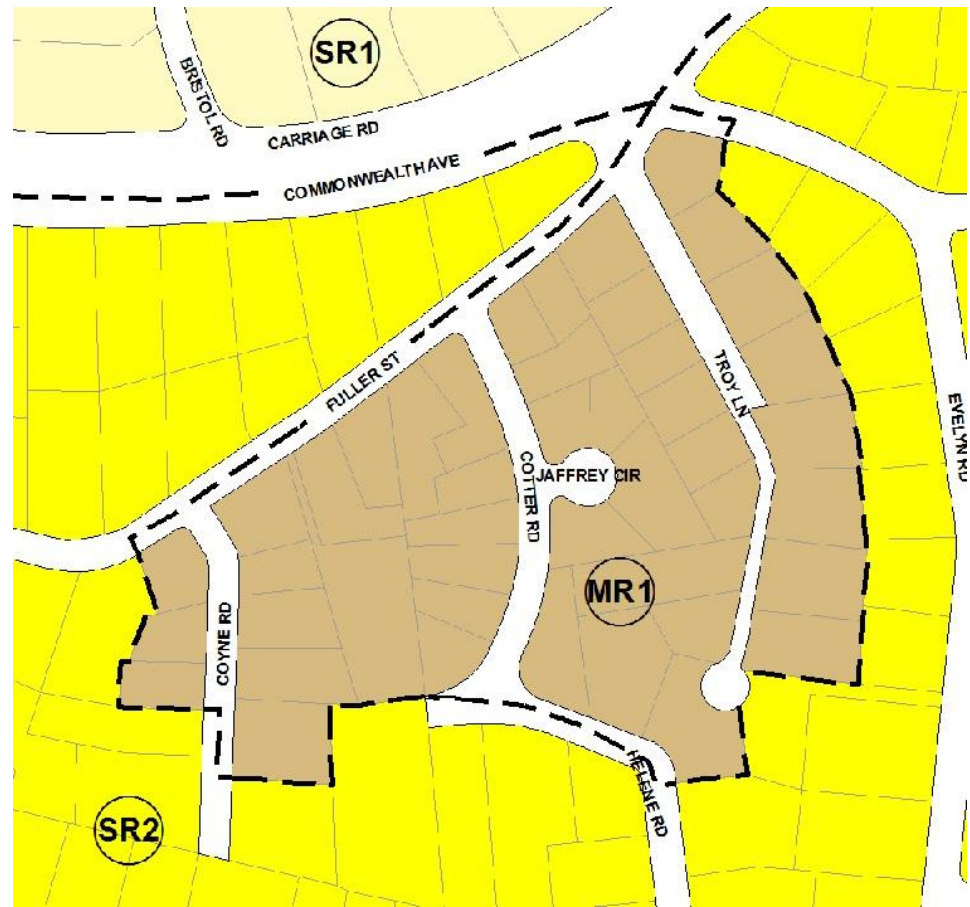 SR1
BRISTOL RD
CARRIAGE RD
COMMONWEALTH AVE
FULLER ST
TROY LN
EVELYN RD
COTTER RD
JAFFREY CIR
MR1
COYNE RD
HELENE RD
SR2